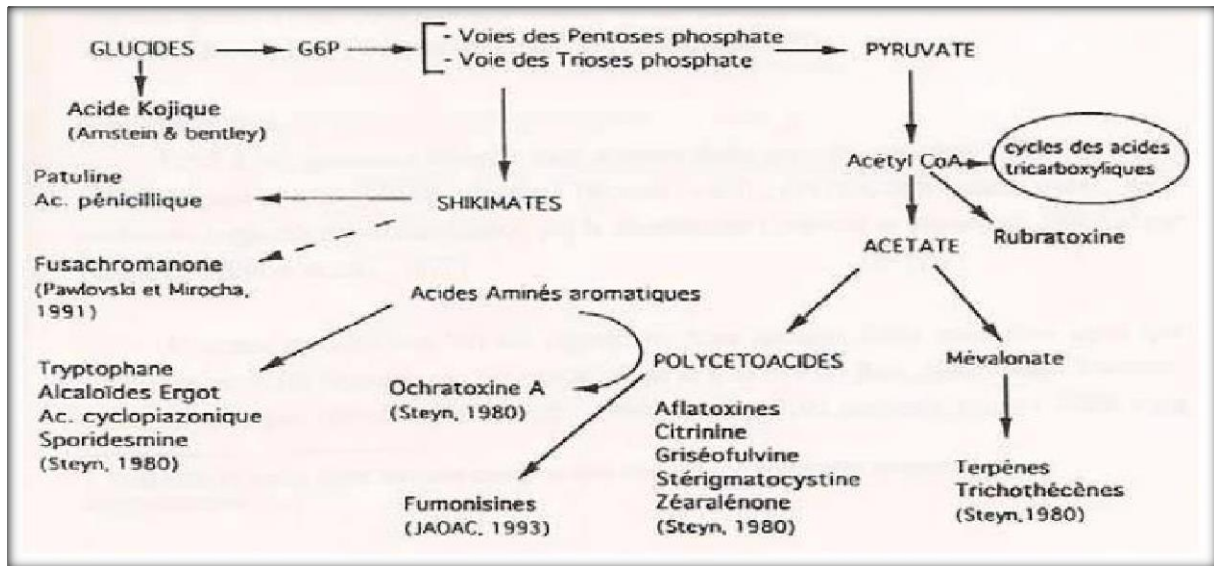 GLUCIDES
G6P
- Voies des Pentoses phosphate
- Voie des Trioses phosphate
PYRUVATE
Acide Kojique
(Arnstein & bentley)
Acétyl CoA
cycles des acides
tricarboxyliques
Patuline
Ac. pénicillique
SHIKIMATES
ACETATE
Rubratoxine
Fusachromanone
(Pawlovski et Mirocha,
1991)
Acides Aminés aromatiques
POLYCETOACIDES
Mévalonate
Tryptophane
Alcaloïdes Ergot
Ac. cyclopiazonique
Sporidesmine
(Steyn, 1980)
Ochratoxine A
(Steyn, 1980)
Aflatoxines
Citrinine
Griséofulvine
Stérigmatocystine
Zéaralénone
(Steyn, 1980)
Terpènes
Trichothécènes
(Steyn,1980)
Fumonisines
(JAOAC, 1993)